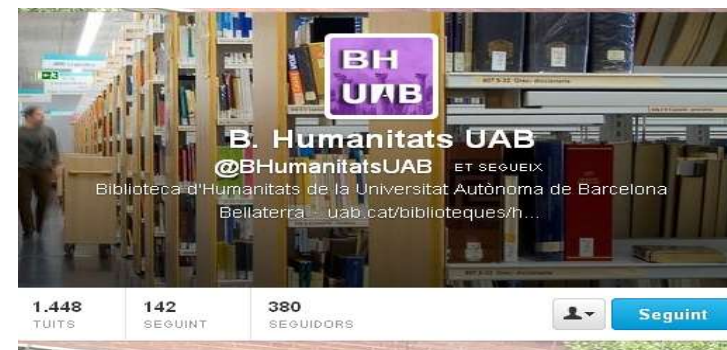 BH
UAB
B. Humanitats UAB
@BHumanitatsUAB ET SEGUEIX
Biblioteca d'Humanitats de la Universitat Autònoma de Barcelona
Bellaterra - uab.cat/biblioteques/h...
1.448 142 380
TUITS SEGUINT SEGUIDORS
Seguint